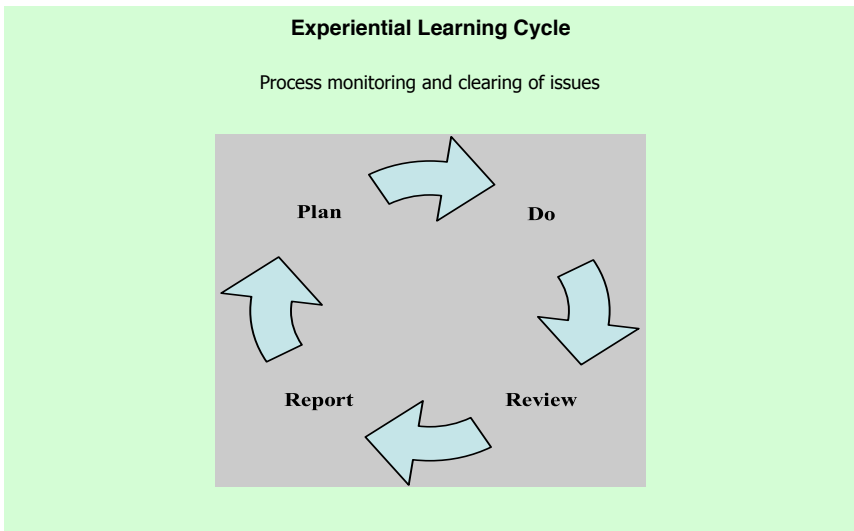 Experiential Learning Cycle
Process monitoring and clearing of issues
Plan
Do
Report
Review